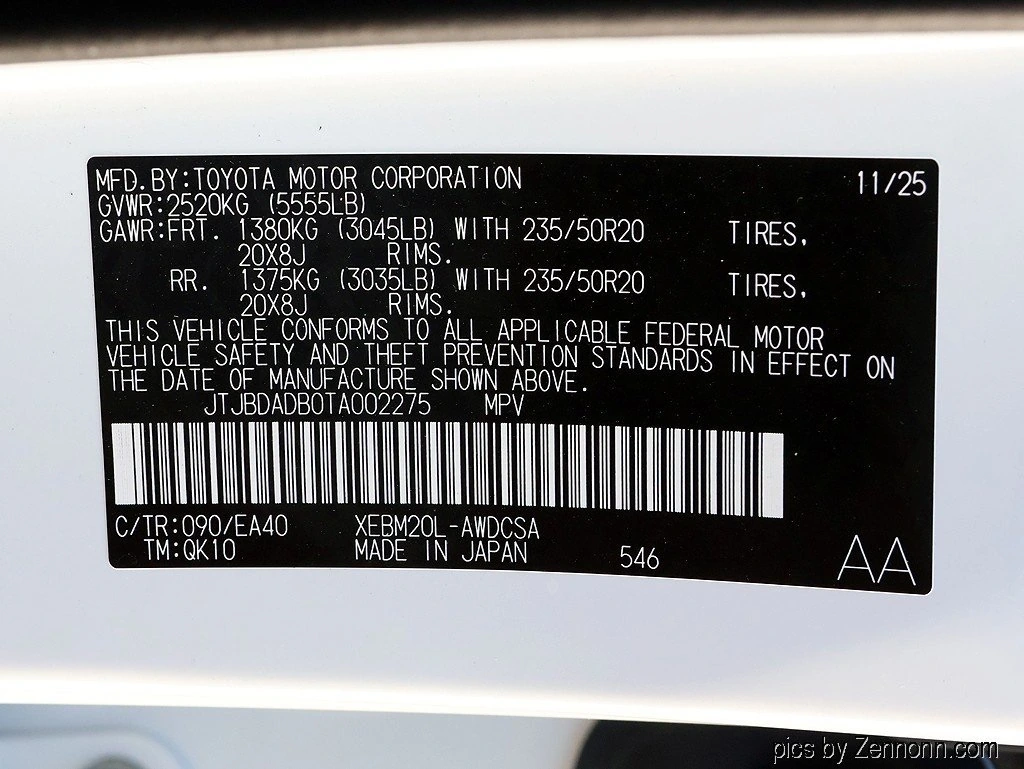 MFD.BY:TOYOTA MOTOR CORPORATION 11/25
GVWR:2520KG (5555LB)
GAWR:FRT. 1380KG (3045LB) WITH 235/50R20 TIRES,
20X8J RIMS.
RR. 1375KG (3035LB) WITH 235/50R20 TIRES,
20X8J RIMS.
THIS VEHICLE CONFORMS TO ALL APPLICABLE FEDERAL MOTOR
VEHICLE SAFETY AND THEFT PREVENTION STANDARDS IN EFFECT ON
THE DATE OF MANUFACTURE SHOWN ABOVE.
JTJBDADB0TA002275 MPV
C/TR:090/EA40 XEBM20L-AWDCSA
TM:QK10 MADE IN JAPAN 546 AA
pics by Zennonn.com